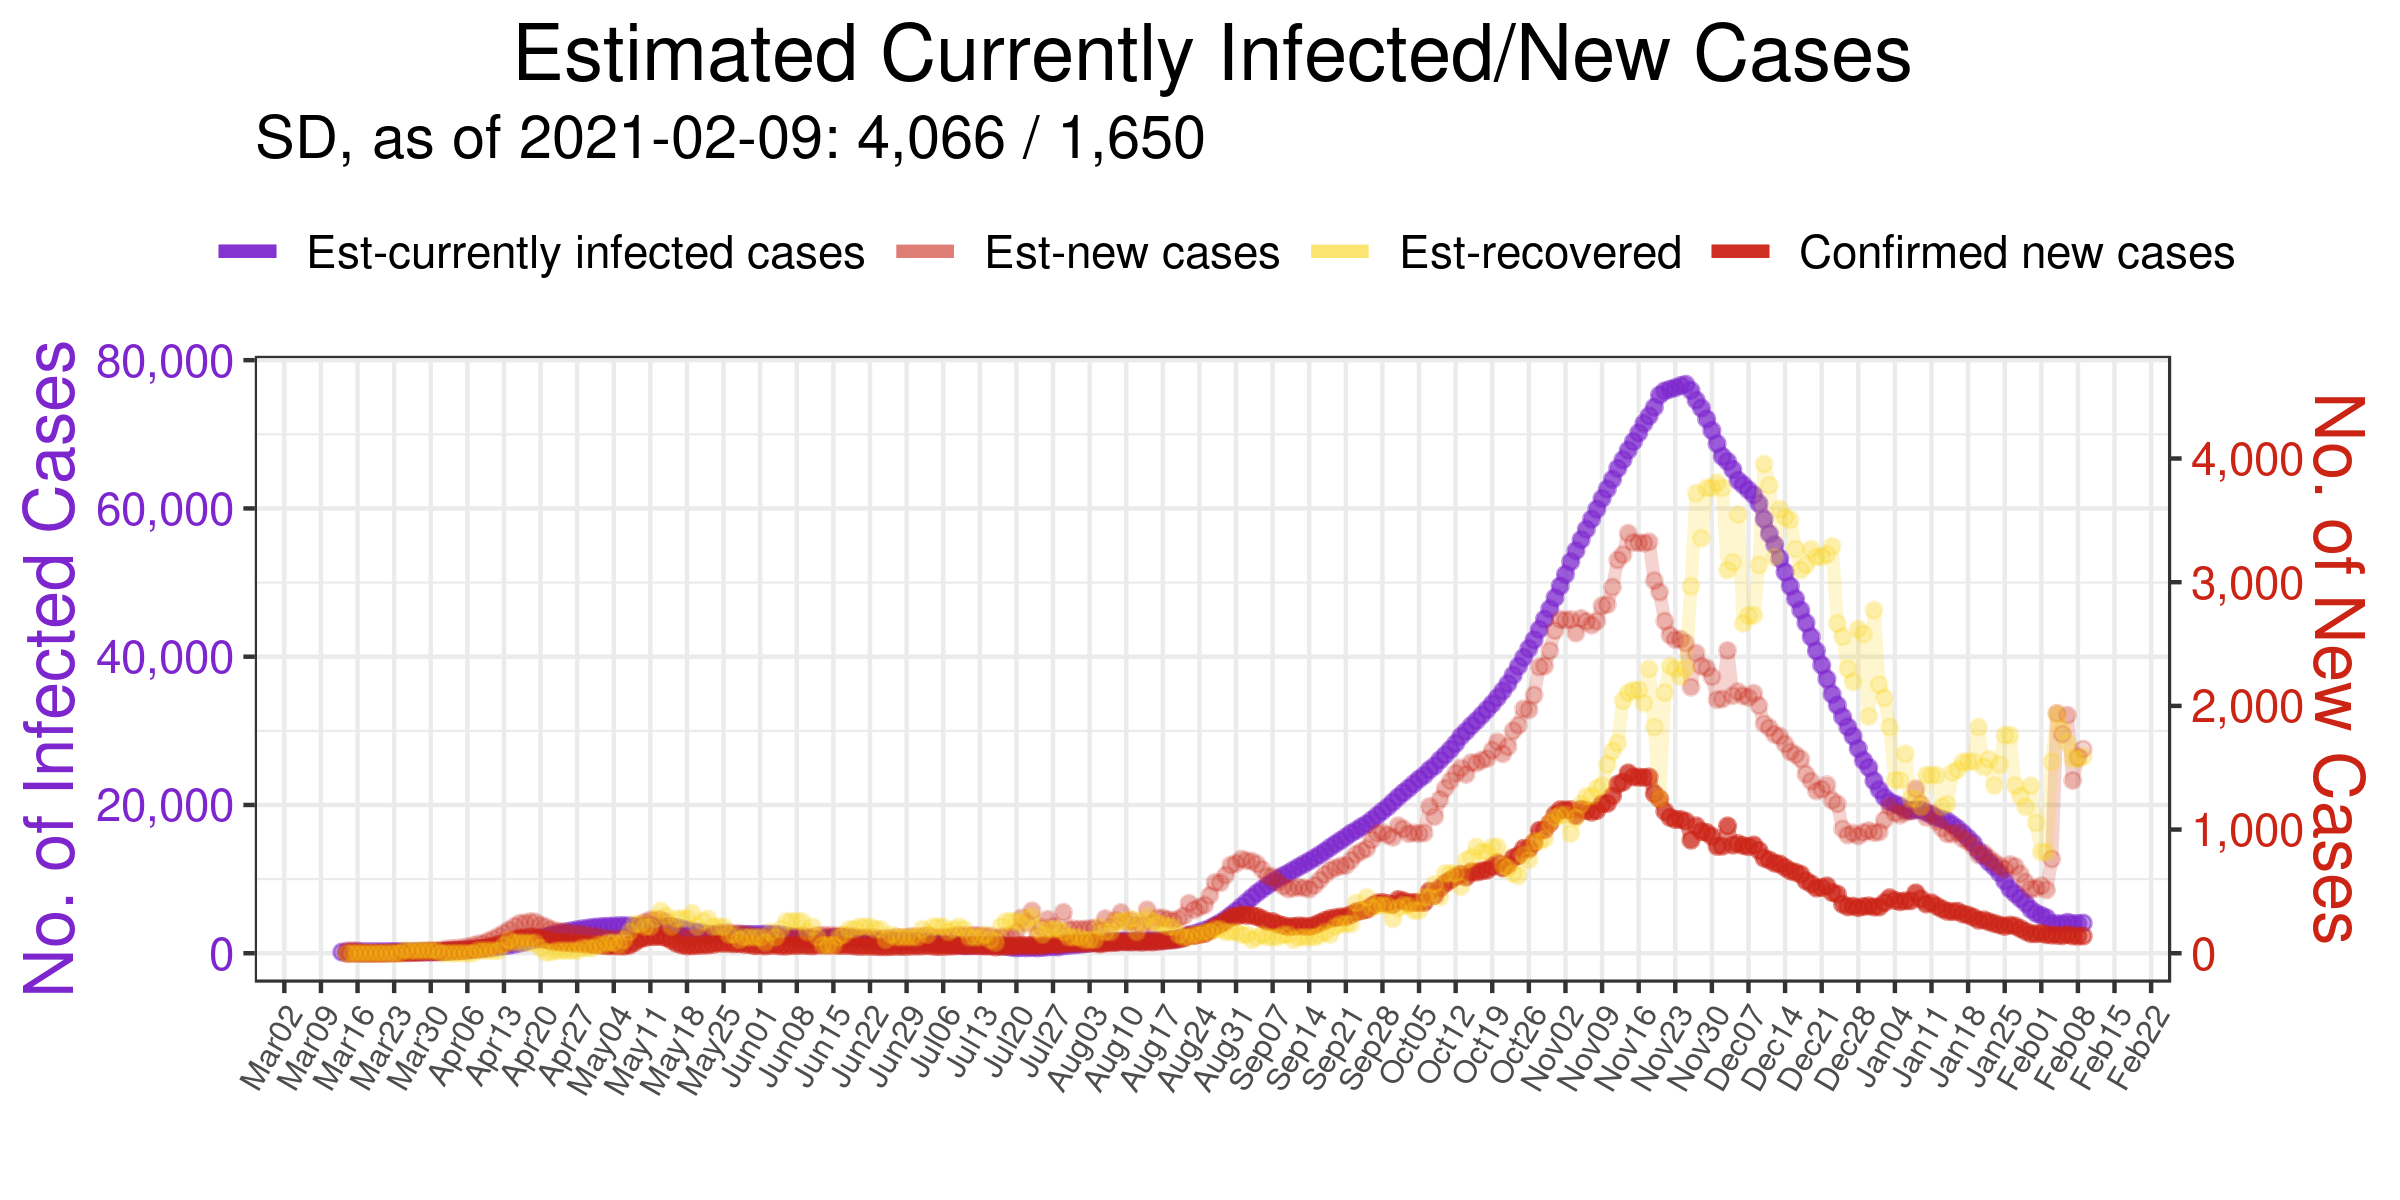 Estimated Currently Infected/New Cases
SD, as of 2021-02-09: 4,066 / 1,650
Est-currently infected cases Est-new cases Est-recovered Confirmed new cases
No. of Infected Cases
80,000
60,000
40,000
20,000
0
4,000
3,000
2,000
1,000
0
No. of New Cases
Mar02 Mar09 Mar16 Mar23 Mar30 Apr06 Apr13 Apr20 Apr27 May04 May11 May18 May25 Jun01 Jun08 Jun15 Jun22 Jun29 Jul06 Jul13 Jul20 Jul27 Aug03 Aug10 Aug17 Aug24 Aug31 Sep07 Sep14 Sep21 Sep28 Oct05 Oct12 Oct19 Oct26 Nov02 Nov09 Nov16 Nov23 Nov30 Dec07 Dec14 Dec21 Dec28 Jan04 Jan11 Jan18 Jan25 Feb01 Feb08 Feb15 Feb22